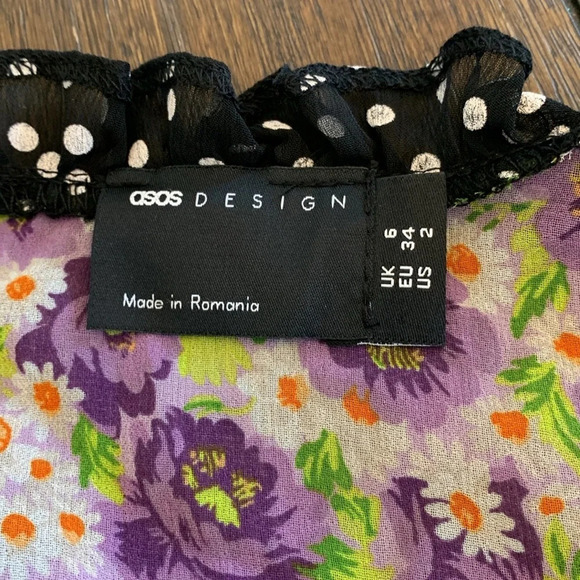 asos DESIGN
Made in Romania
UK 6
EU 34
US 2